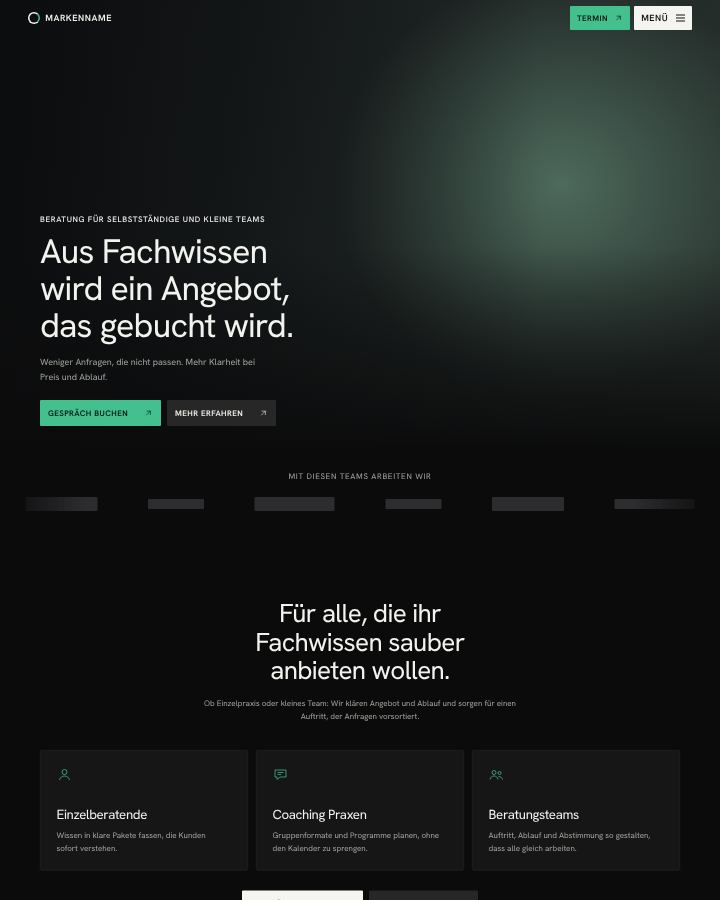 MARKENNAME
TERMIN
MENÜ
BERATUNG FÜR SELBSTSTÄNDIGE UND KLEINE TEAMS
Aus Fachwissen
wird ein Angebot,
das gebucht wird.
Weniger Anfragen, die nicht passen. Mehr Klarheit bei
Preis und Ablauf.
GESPRÄCH BUCHEN
MEHR ERFAHREN
MIT DIESEN TEAMS ARBEITEN WIR
Für alle, die ihr
Fachwissen sauber
anbieten wollen.
Ob Einzelpraxis oder kleines Team: Wir klären Angebot und Ablauf und sorgen für einen
Auftritt, der Anfragen vorsortiert.
Einzelberatende
Wissen in klare Pakete fassen, die Kunden
sofort verstehen.
Coaching Praxen
Gruppenformate und Programme planen, ohne
den Kalender zu sprengen.
Beratungsteams
Auftritt, Ablauf und Abstimmung so gestalten,
dass alle gleich arbeiten.